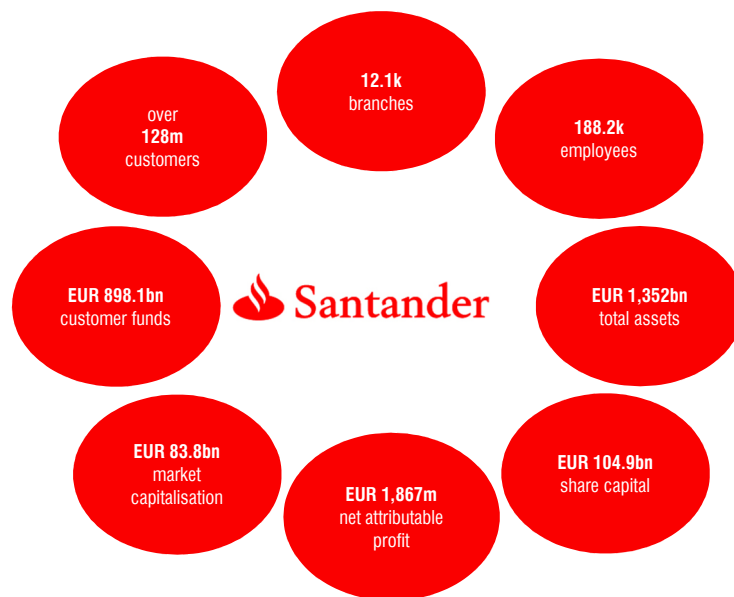 12.1k
branches
over
128m
customers
188.2k
employees
EUR 898.1bn
customer funds
Santander
EUR 1,352bn
total assets
EUR 83.8bn
market
capitalisation
EUR 1,867m
net attributable
profit
EUR 104.9bn
share capital